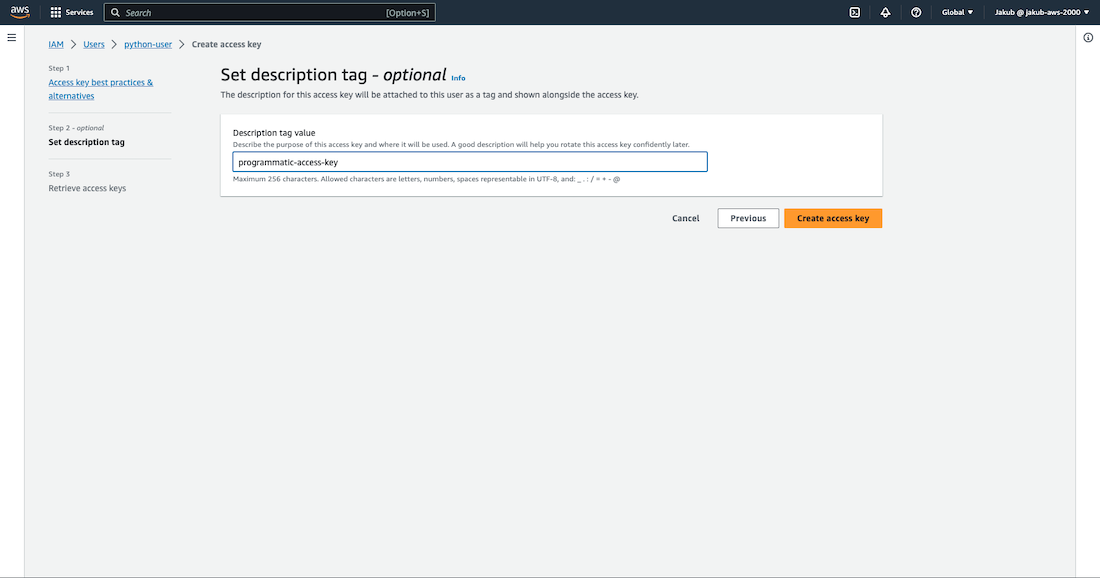 aws Services Search [Option+S] Global Jakub @ jakub-aws-2000
IAM Users python-user Create access key
Step 1
Access key best practices &
alternatives
Step 2 - optional
Set description tag
Step 3
Retrieve access keys
Set description tag - optional Info
The description for this access key will be attached to this user as a tag and shown alongside the access key.
Description tag value
Describe the purpose of this access key and where it will be used. A good description will help you rotate this access key confidently later.
programmatic-access-key
Maximum 256 characters. Allowed characters are letters, numbers, spaces representable in UTF-8, and: _ . : / = + - @
Cancel Previous Create access key